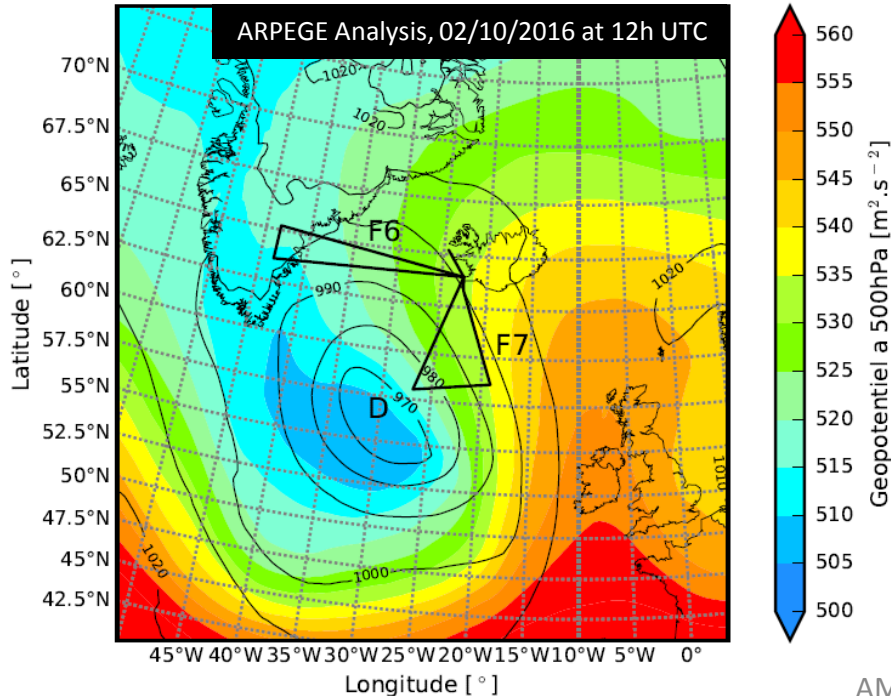 ARPEGE Analysis, 02/10/2016 at 12h UTC
70°N
67.5°N
65°N
62.5°N
60°N
57.5°N
55°N
52.5°N
50°N
47.5°N
45°N
42.5°N
Latitude [°]
45°W 40°W 35°W 30°W 25°W 20°W 15°W 10°W 5°W 0°
Longitude [°]
1020
1020
F6
990
1020
F7
980
970
D
1010
1000
1020
560
555
550
545
540
535
530
525
520
515
510
505
500
Geopotentiel a 500hPa [m².s⁻²]
AM